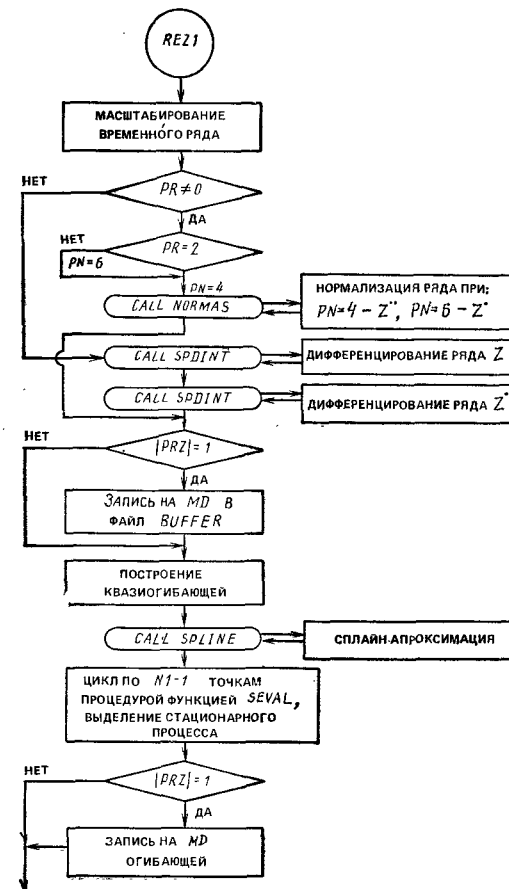 REZ1
МАСШТАБИРОВАНИЕ
ВРЕМЕННОГО РЯДА
НЕТ
PR≠0
ДА
НЕТ
PR=2
PN=6
PN=4
CALL NORMAS
НОРМАЛИЗАЦИЯ РЯДА ПРИ:
PN=4 – Z¨, PN=6 – Z˙
CALL SPDINT
ДИФФЕРЕНЦИРОВАНИЕ РЯДА Z
CALL SPDINT
ДИФФЕРЕНЦИРОВАНИЕ РЯДА Z˙
НЕТ
|PRZ|=1
ДА
ЗАПИСЬ НА MD В
ФАЙЛ BUFFER
ПОСТРОЕНИЕ
КВАЗИОГИБАЮЩЕЙ
CALL SPLINE
СПЛАЙН-АПРОКСИМАЦИЯ
ЦИКЛ ПО N1-1 ТОЧКАМ
ПРОЦЕДУРОЙ ФУНКЦИЕЙ SEVAL,
ВЫДЕЛЕНИЕ СТАЦИОНАРНОГО
ПРОЦЕССА
НЕТ
|PRZ|=1
ДА
ЗАПИСЬ НА MD
ОГИБАЮЩЕЙ